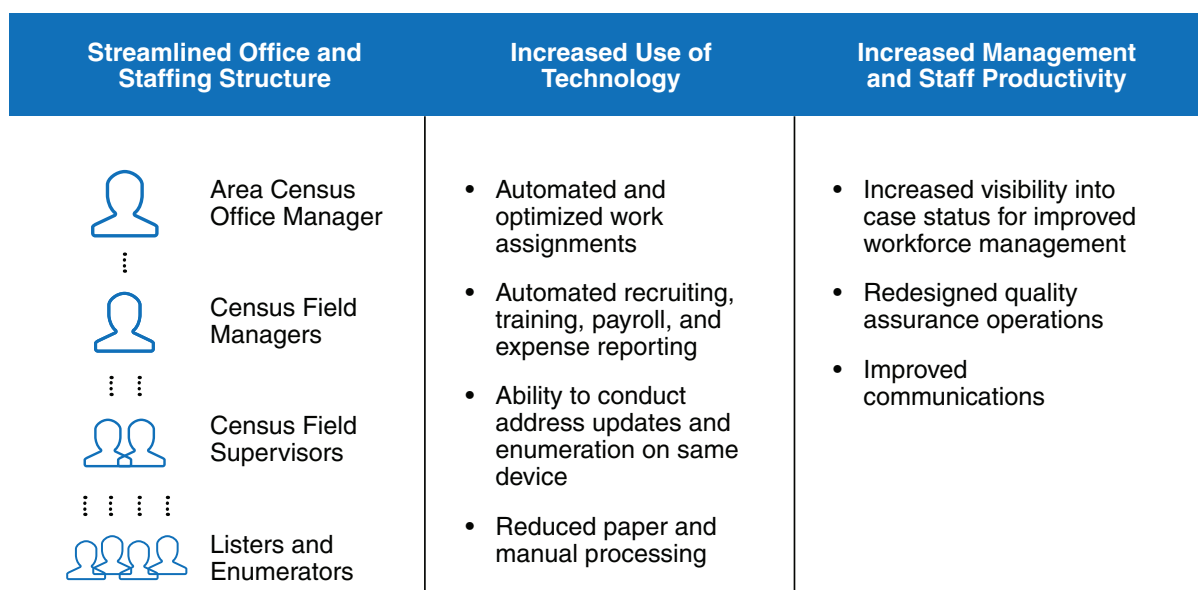 Streamlined Office and
Staffing Structure
Area Census
Office Manager
Census Field
Managers
Census Field
Supervisors
Listers and
Enumerators
Increased Use of
Technology
• Automated and
optimized work
assignments
• Automated recruiting,
training, payroll, and
expense reporting
• Ability to conduct
address updates and
enumeration on same
device
• Reduced paper and
manual processing
Increased Management
and Staff Productivity
• Increased visibility into
case status for improved
workforce management
• Redesigned quality
assurance operations
• Improved
communications